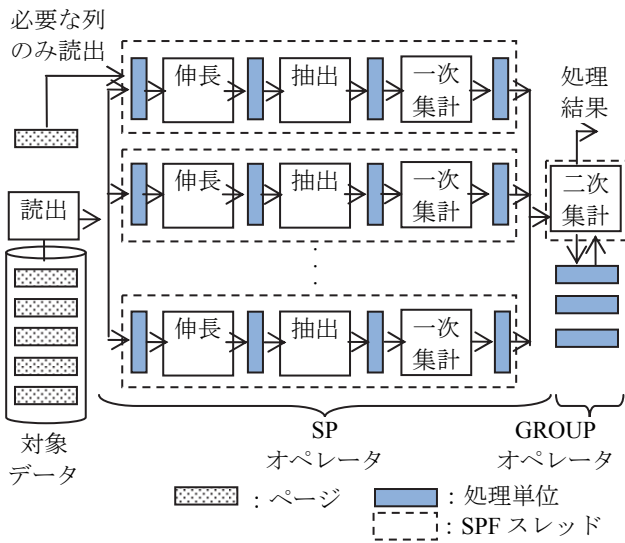 必要な列
のみ読出
伸長
抽出
一次
集計
処理
結果
読出
伸長
抽出
一次
集計
二次
集計
伸長
抽出
一次
集計
対象
データ
SP
オペレータ
GROUP
オペレータ
:ページ
:処理単位
:SPF スレッド